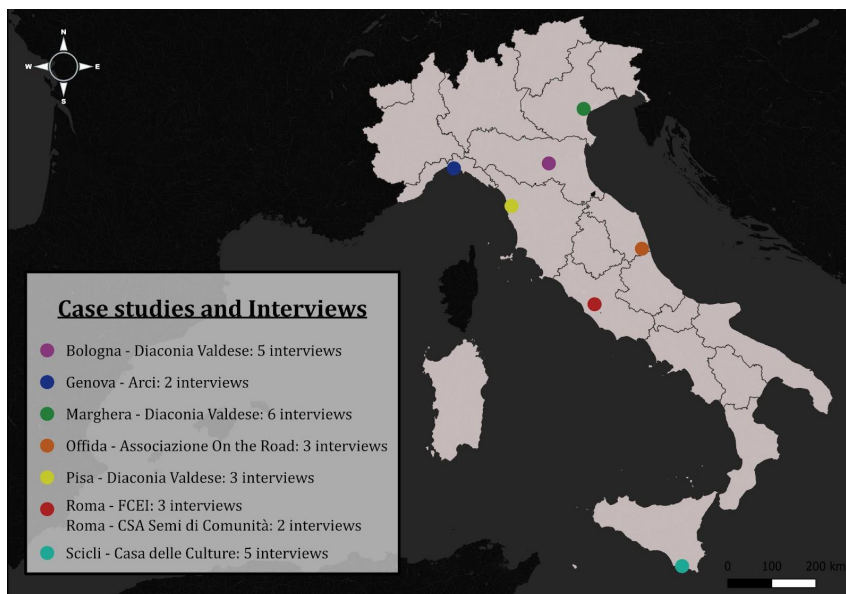 N
W E
S
Case studies and Interviews
Bologna - Diaconia Valdese: 5 interviews
Genova - Arci: 2 interviews
Marghera - Diaconia Valdese: 6 interviews
Offida - Associazione On the Road: 3 interviews
Pisa - Diaconia Valdese: 3 interviews
Roma - FCEI: 3 interviews
Roma - CSA Semi di Comunità: 2 interviews
Scicli - Casa delle Culture: 5 interviews
0 100 200 km